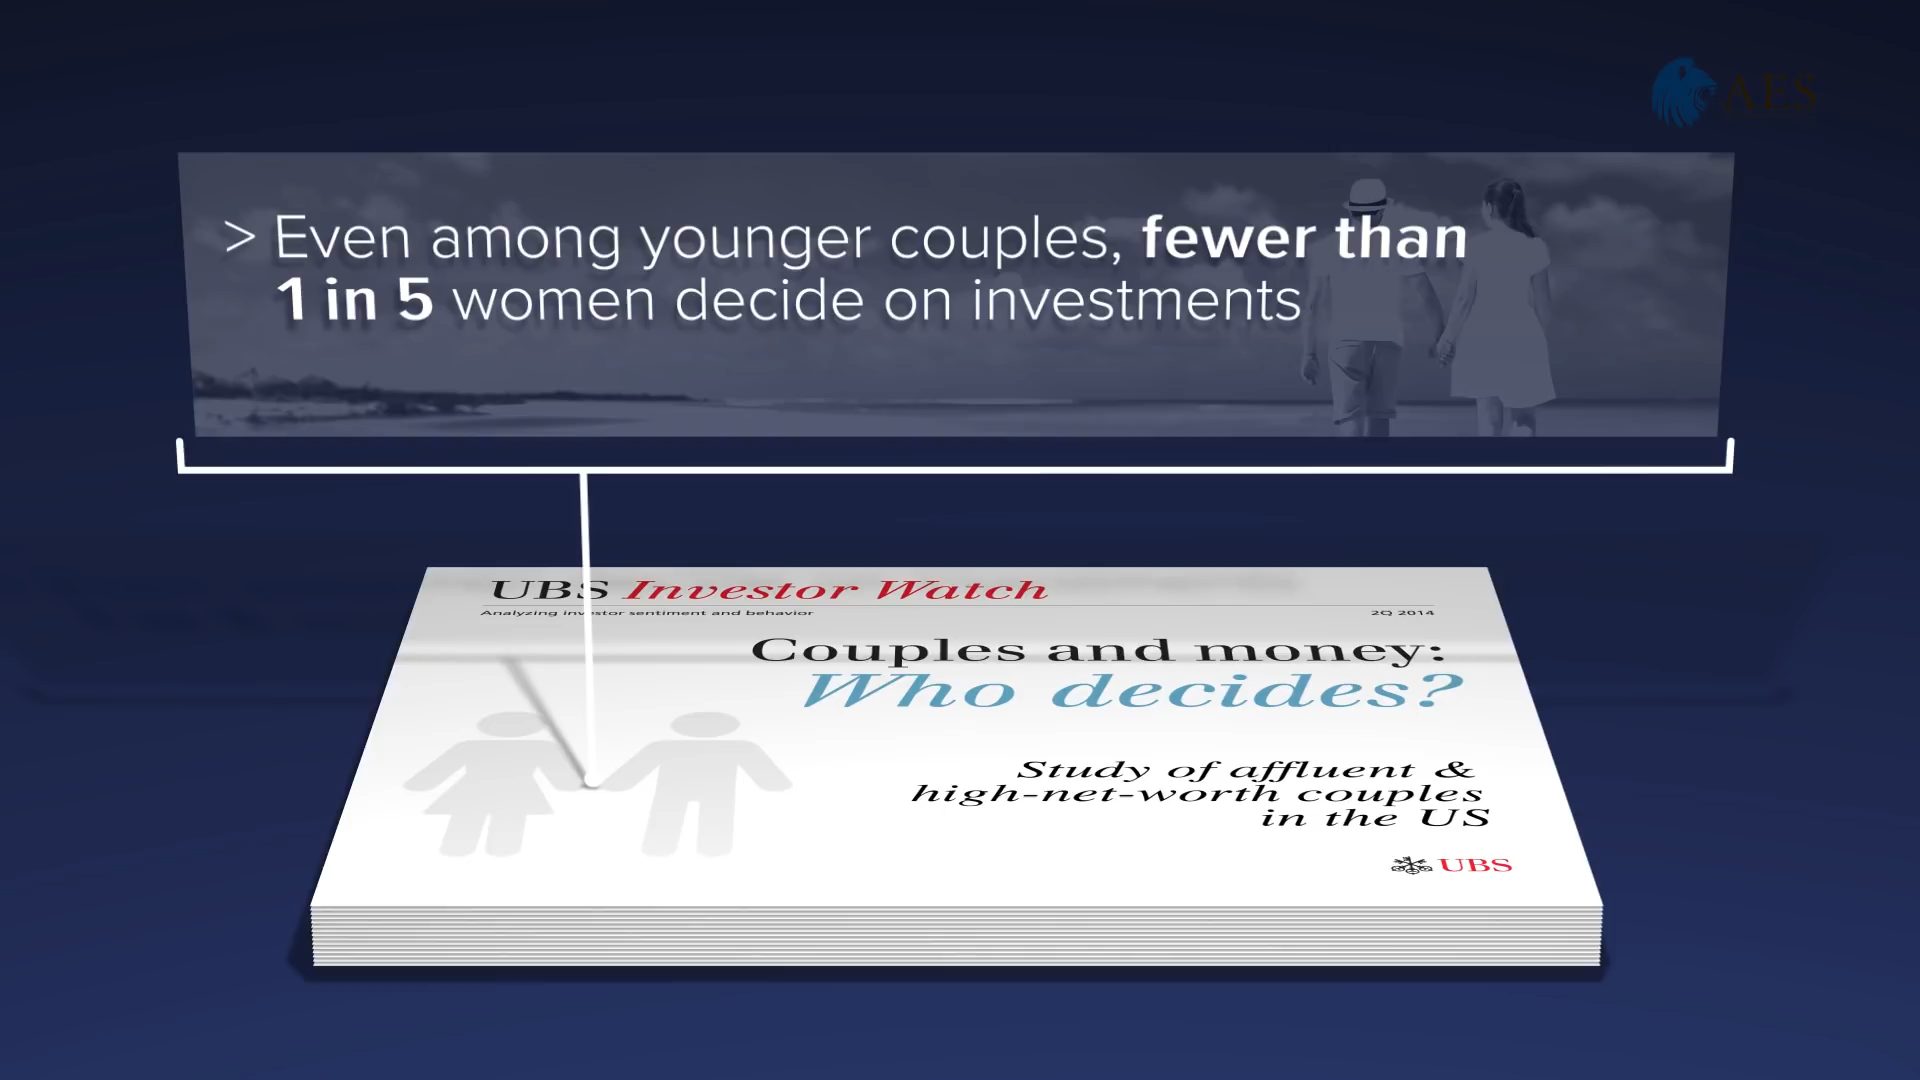 AES
> Even among younger couples, fewer than
1 in 5 women decide on investments
UBS Investor Watch
Analyzing investor sentiment and behavior
2Q 2014
Couples and money:
Who decides?
Study of affluent &
high-net-worth couples
in the US
UBS